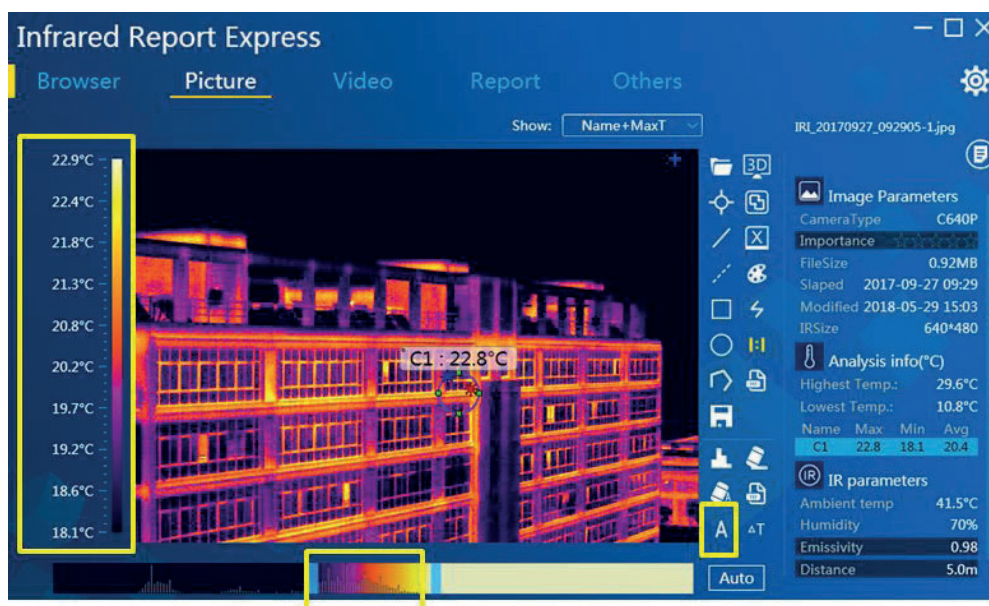 Infrared Report Express
Browser Picture Video Report Others
Show: Name+MaxT
IRI_20170927_092905-1.jpg
22.9°C
22.4°C
21.8°C
21.3°C
20.8°C
20.2°C
19.7°C
19.2°C
18.6°C
18.1°C
C1 : 22.8°C
3D
X
1:1
A
ΔT
Auto
Image Parameters
CameraType C640P
Importance
FileSize 0.92MB
Slaped 2017-09-27 09:29
Modified 2018-05-29 15:03
IRSize 640*480
Analysis info(°C)
Highest Temp.: 29.6°C
Lowest Temp.: 10.8°C
Name Max Min Avg
C1 22.8 18.1 20.4
IR IR parameters
Ambient temp 41.5°C
Humidity 70%
Emissivity 0.98
Distance 5.0m